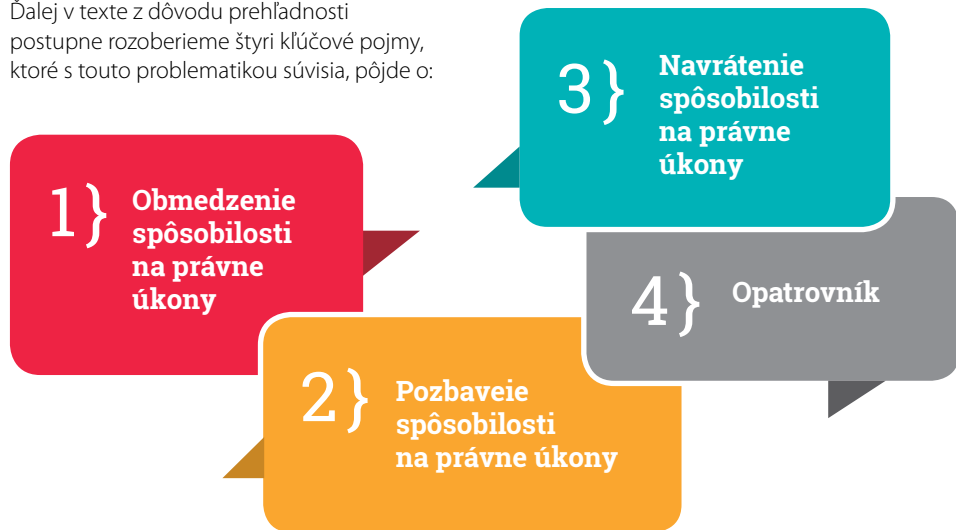 Ďalej v texte z dôvodu prehľadnosti
postupne rozoberieme štyri kľúčové pojmy,
ktoré s touto problematikou súvisia, pôjde o:
1} Obmedzenie
spôsobilosti
na právne
úkony
2} Pozbaveie
spôsobilosti
na právne úkony
3} Navrátenie
spôsobilosti
na právne
úkony
4} Opatrovník